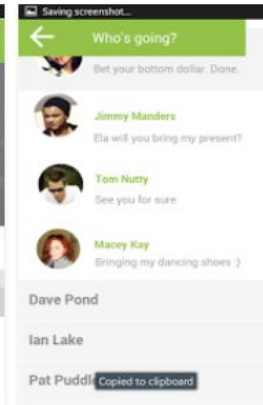 Saving screenshot...
Who's going?
Bet your bottom dollar. Done.
Jimmy Manders
Ela will you bring my present?
Tom Nutty
See you for sure
Macey Kay
Bringing my dancing shoes :)
Dave Pond
Ian Lake
Pat Puddl
Copied to clipboard